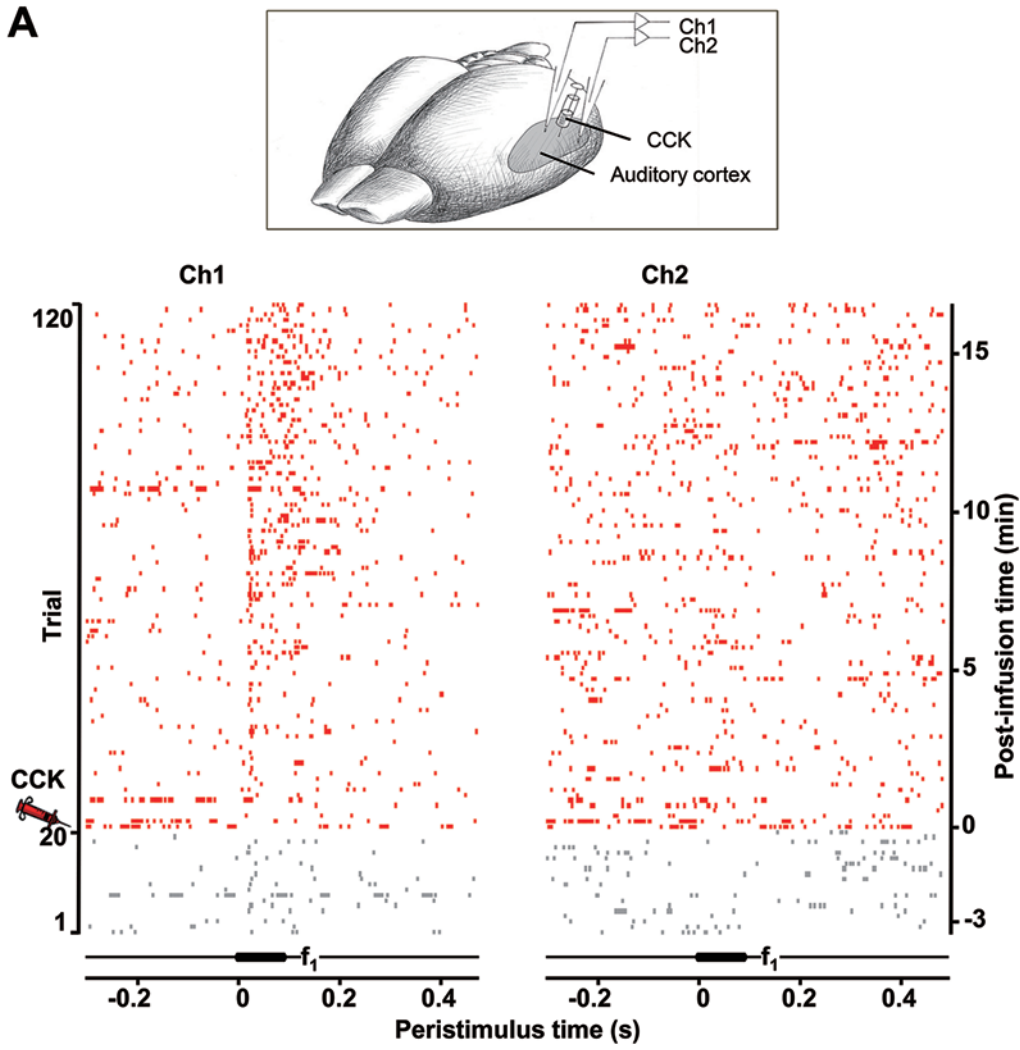 A
Ch1
Ch2
CCK
Auditory cortex
Ch1
Ch2
120
Trial
CCK
20
1
15
10
5
0
-3
Post-infusion time (min)
f1
f1
-0.2 0 0.2 0.4
-0.2 0 0.2 0.4
Peristimulus time (s)